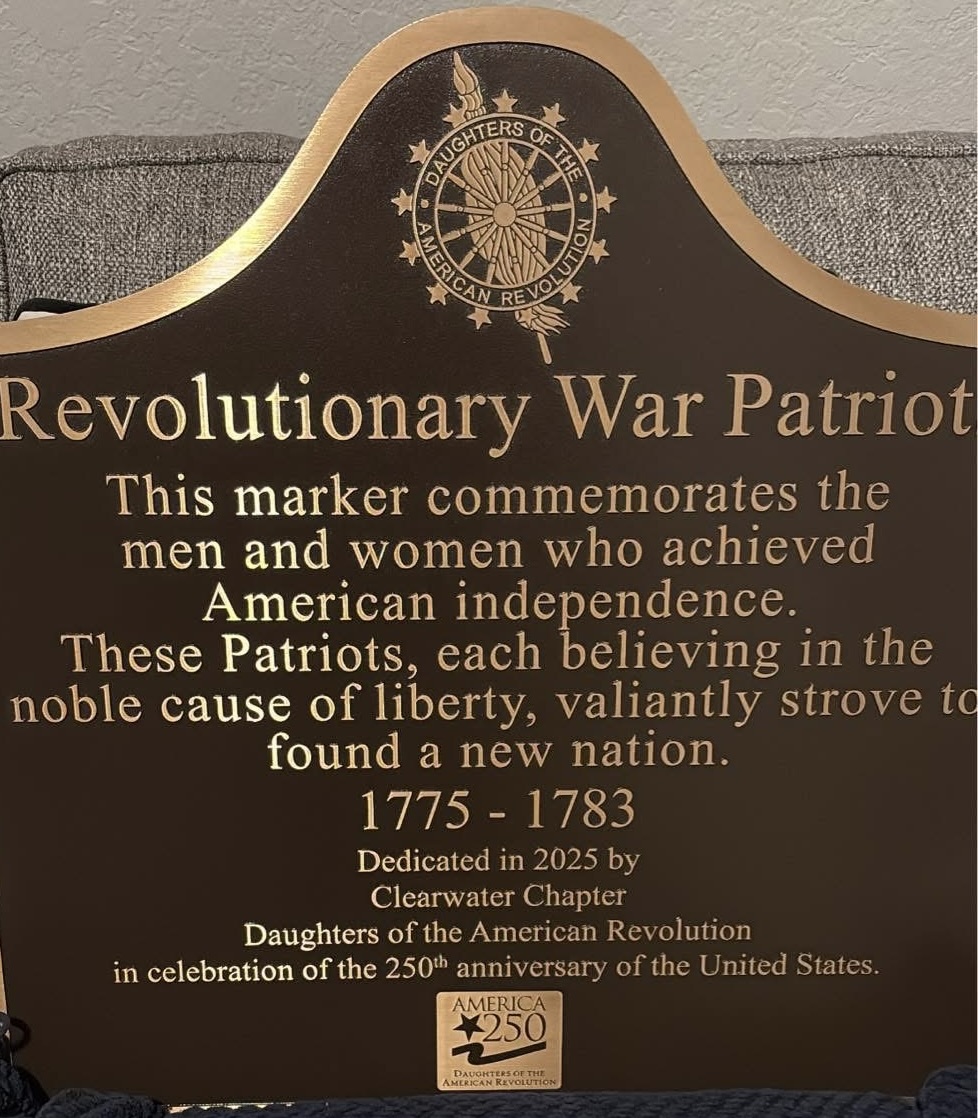 DAUGHTERS OF THE
AMERICAN REVOLUTION
Revolutionary War Patriot
This marker commemorates the
men and women who achieved
American independence.
These Patriots, each believing in the
noble cause of liberty, valiantly strove to
found a new nation.
1775 - 1783
Dedicated in 2025 by
Clearwater Chapter
Daughters of the American Revolution
in celebration of the 250th anniversary of the United States.
AMERICA
250
DAUGHTERS OF THE
AMERICAN REVOLUTION